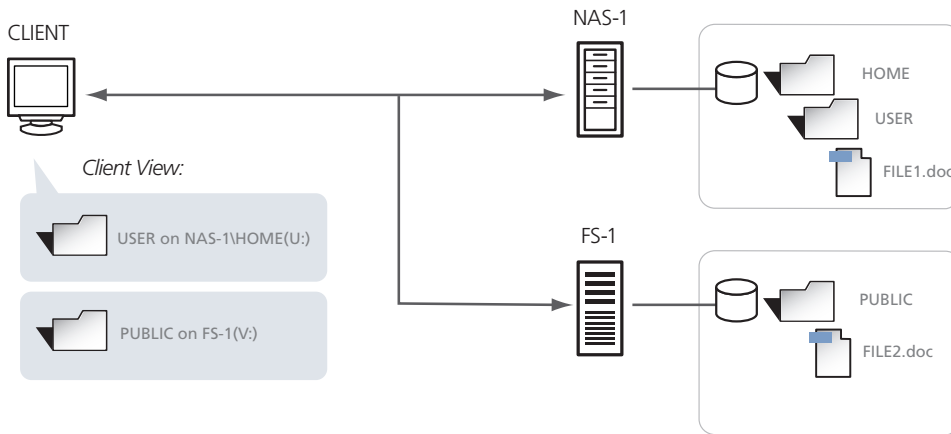 CLIENT
NAS-1
HOME
USER
FILE1.doc
Client View:
USER on NAS-1\HOME(U:)
PUBLIC on FS-1(V:)
FS-1
PUBLIC
FILE2.doc